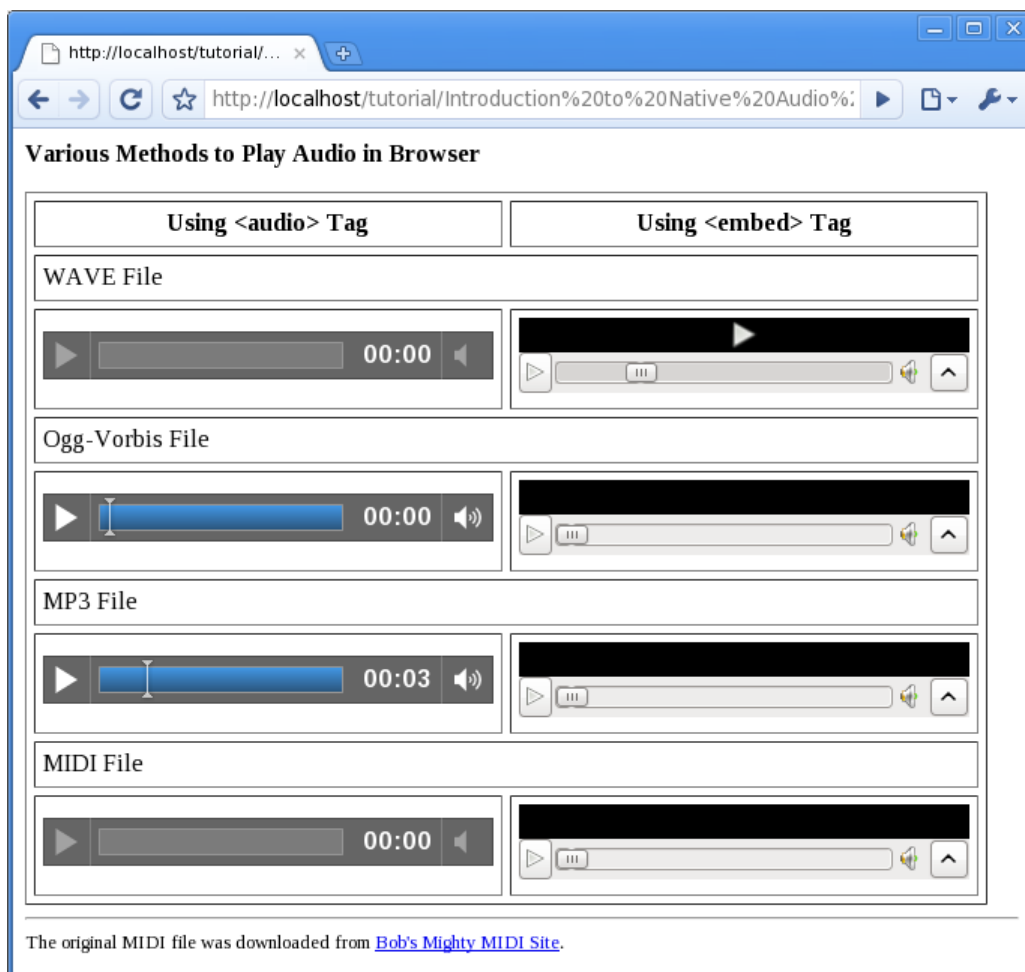 http://localhost/tutorial/...
http://localhost/tutorial/Introduction%20to%20Native%20Audio%2
Various Methods to Play Audio in Browser
Using <audio> Tag
Using <embed> Tag
WAVE File
00:00
Ogg-Vorbis File
00:00
MP3 File
00:03
MIDI File
00:00
The original MIDI file was downloaded from Bob's Mighty MIDI Site.